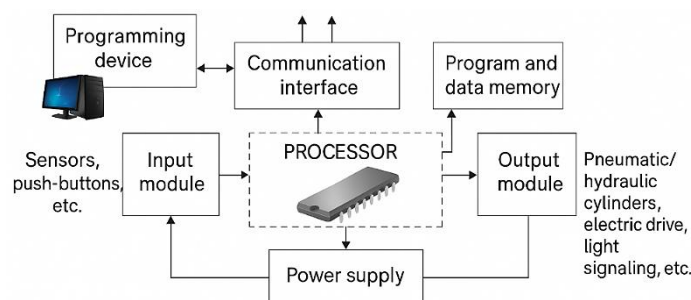 Programming
device
Communication
interface
Program and
data memory
Sensors,
push-buttons,
etc.
Input
module
PROCESSOR
Output
module
Pneumatic/
hydraulic
cylinders,
electric drive,
light
signaling, etc.
Power supply